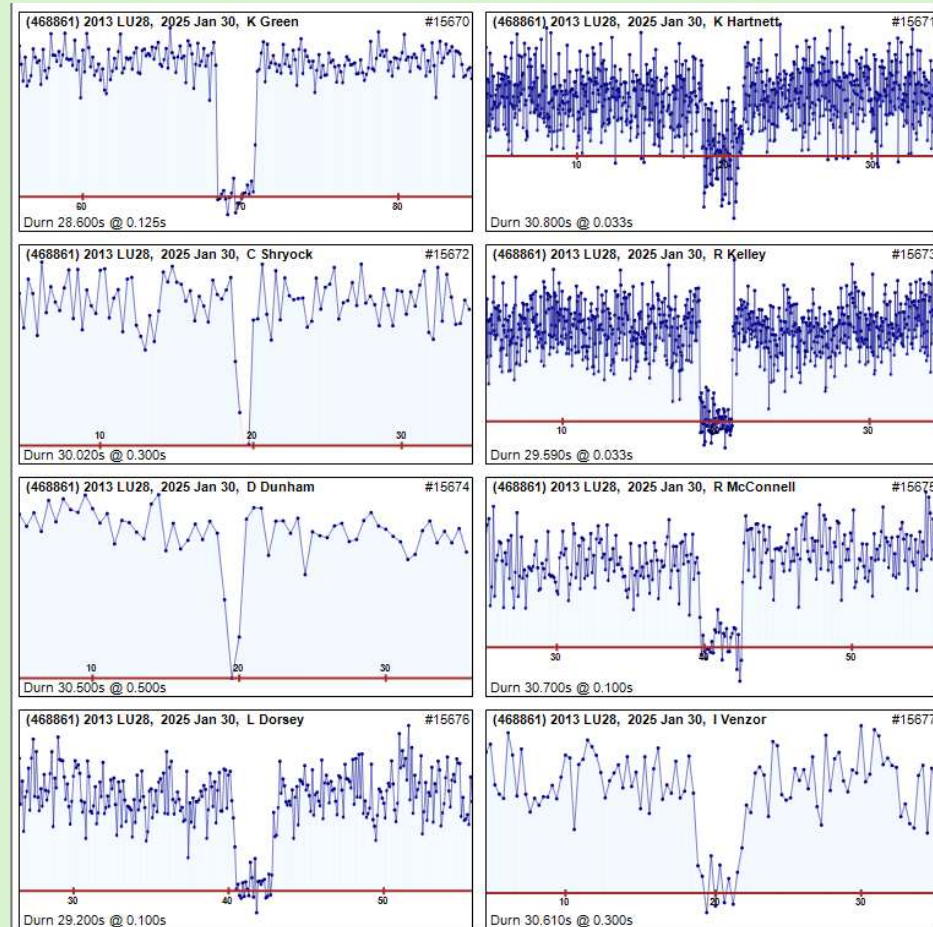 (468861) 2013 LU28, 2025 Jan 30, K Green #15670
60 70 80
Durn 28.600s @ 0.125s
(468861) 2013 LU28, 2025 Jan 30, K Hartnett #15671
10 20 30
Durn 30.800s @ 0.033s
(468861) 2013 LU28, 2025 Jan 30, C Shryock #15672
10 20 30
Durn 30.020s @ 0.300s
(468861) 2013 LU28, 2025 Jan 30, R Kelley #15673
10 30
Durn 29.590s @ 0.033s
(468861) 2013 LU28, 2025 Jan 30, D Dunham #15674
10 20 30
Durn 30.500s @ 0.500s
(468861) 2013 LU28, 2025 Jan 30, R McConnell #15675
30 40 50
Durn 30.700s @ 0.100s
(468861) 2013 LU28, 2025 Jan 30, L Dorsey #15676
30 40 50
Durn 29.200s @ 0.100s
(468861) 2013 LU28, 2025 Jan 30, I Venzor #15677
10 20 30
Durn 30.610s @ 0.300s